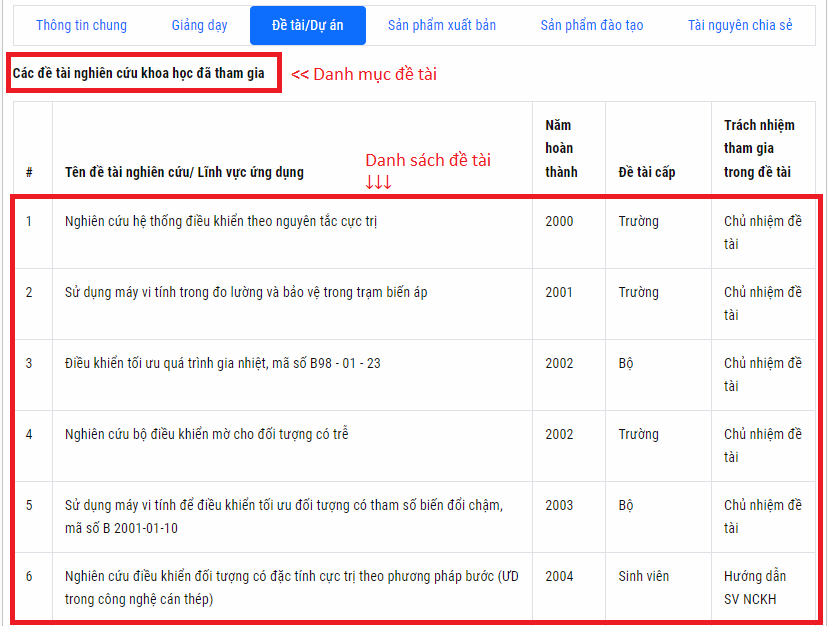 Thông tin chung Giảng dạy Đề tài/Dự án Sản phẩm xuất bản Sản phẩm đào tạo Tài nguyên chia sẻ
Các đề tài nghiên cứu khoa học đã tham gia << Danh mục đề tài
# Tên đề tài nghiên cứu/ Lĩnh vực ứng dụng
Danh sách đề tài
↓↓↓
Năm
hoàn
thành
Đề tài cấp
Trách nhiệm
tham gia
trong đề tài
1 Nghiên cứu hệ thống điều khiển theo nguyên tắc cực trị 2000 Trường Chủ nhiệm đề
tài
2 Sử dụng máy vi tính trong đo lường và bảo vệ trong trạm biến áp 2001 Trường Chủ nhiệm đề
tài
3 Điều khiển tối ưu quá trình gia nhiệt, mã số B98 - 01 - 23 2002 Bộ Chủ nhiệm đề
tài
4 Nghiên cứu bộ điều khiển mờ cho đối tượng có trễ 2002 Trường Chủ nhiệm đề
tài
5 Sử dụng máy vi tính để điều khiển tối ưu đối tượng có tham số biến đổi chậm, 2003 Bộ Chủ nhiệm đề
mã số B 2001-01-10 tài
6 Nghiên cứu điều khiển đối tượng có đặc tính cực trị theo phương pháp bước (ƯD 2004 Sinh viên Hướng dẫn
trong công nghệ cán thép) SV NCKH